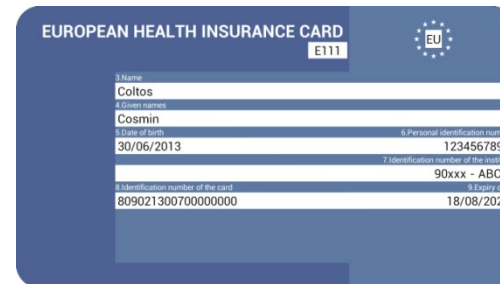 EUROPEAN HEALTH INSURANCE CARD
E111
EU
3.Name
Coltos
4.Given names
Cosmin
5.Date of birth
6.Personal identification
30/06/2013
123456789
7.Identification number of the
90xxx - ABC
8.Identification number of the card
9.Expiry
809021300700000000
18/08/202